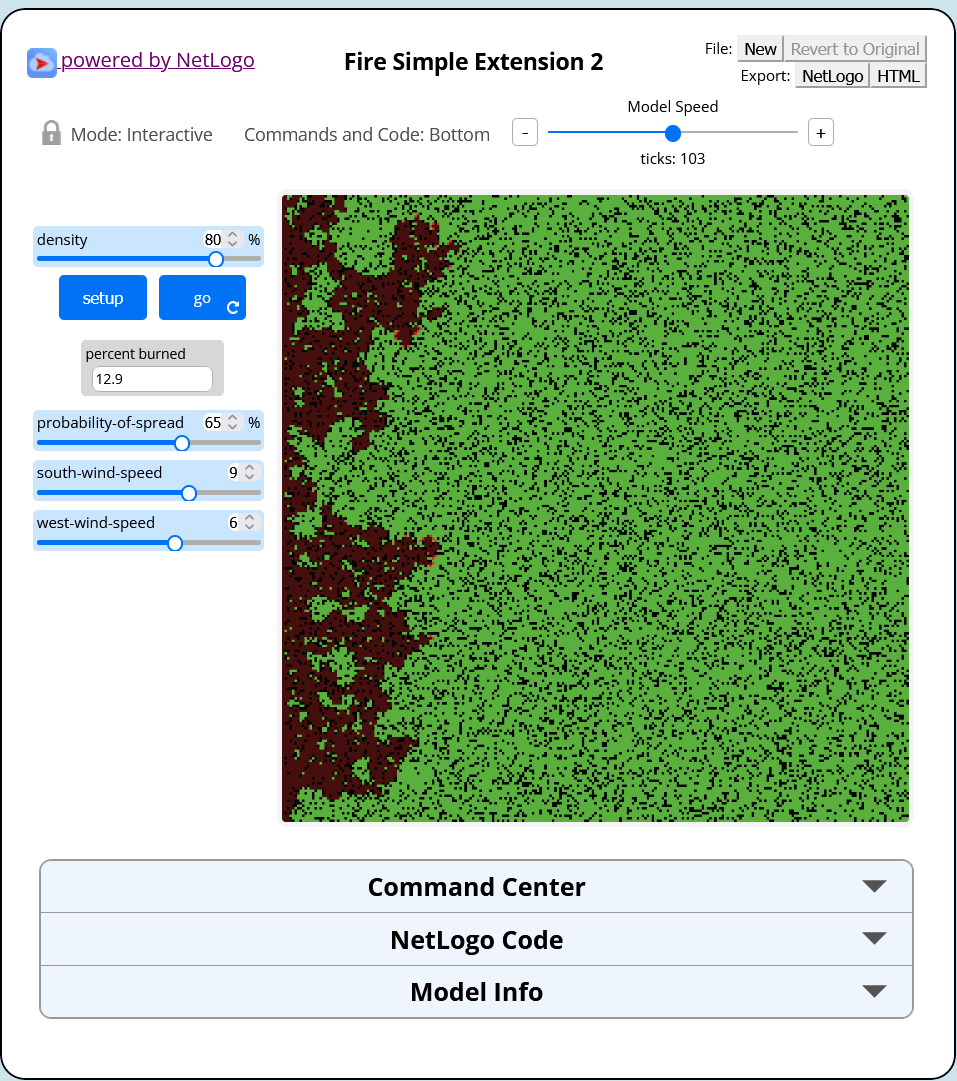 powered by NetLogo
Fire Simple Extension 2
File: New Revert to Original
Export: NetLogo HTML
Mode: Interactive
Commands and Code: Bottom
Model Speed
- +
ticks: 103
density 80 %
setup go
percent burned
12.9
probability-of-spread 65 %
south-wind-speed 9
west-wind-speed 6
Command Center
NetLogo Code
Model Info